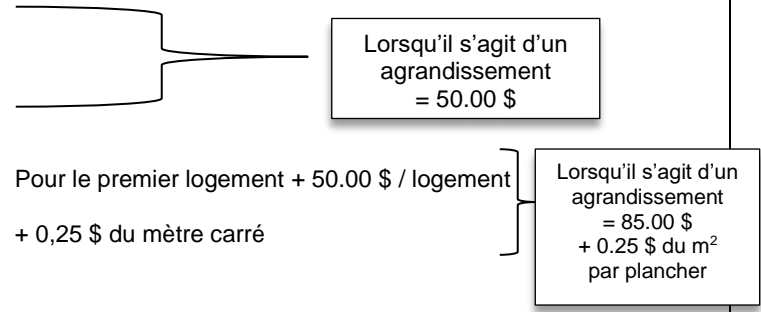 Lorsqu'il s'agit d'un
agrandissement
= 50.00 $
Pour le premier logement + 50.00 $ / logement
+ 0,25 $ du mètre carré
Lorsqu'il s'agit d'un
agrandissement
= 85.00 $
+ 0.25 $ du m²
par plancher